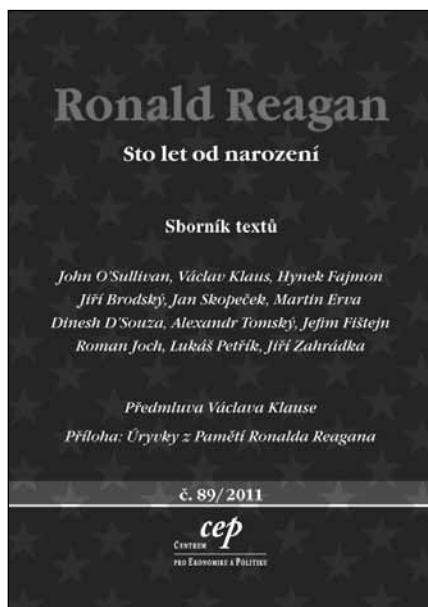 Ronald Reagan
Sto let od narození
Sborník textů
John O'Sullivan, Václav Klaus, Hynek Fajmon
Jiří Brodský, Jan Skopeček, Martin Erva
Dinesh D'Souza, Alexandr Tomský, Jefim Fištejn
Roman Joch, Lukáš Petřík, Jiří Zahrádka
Předmluva Václava Klause
Příloha: Úryvky z Pamětí Ronalda Reagana
č. 89/2011
cep
CENTRUM
PRO EKONOMIKU A POLITIKU